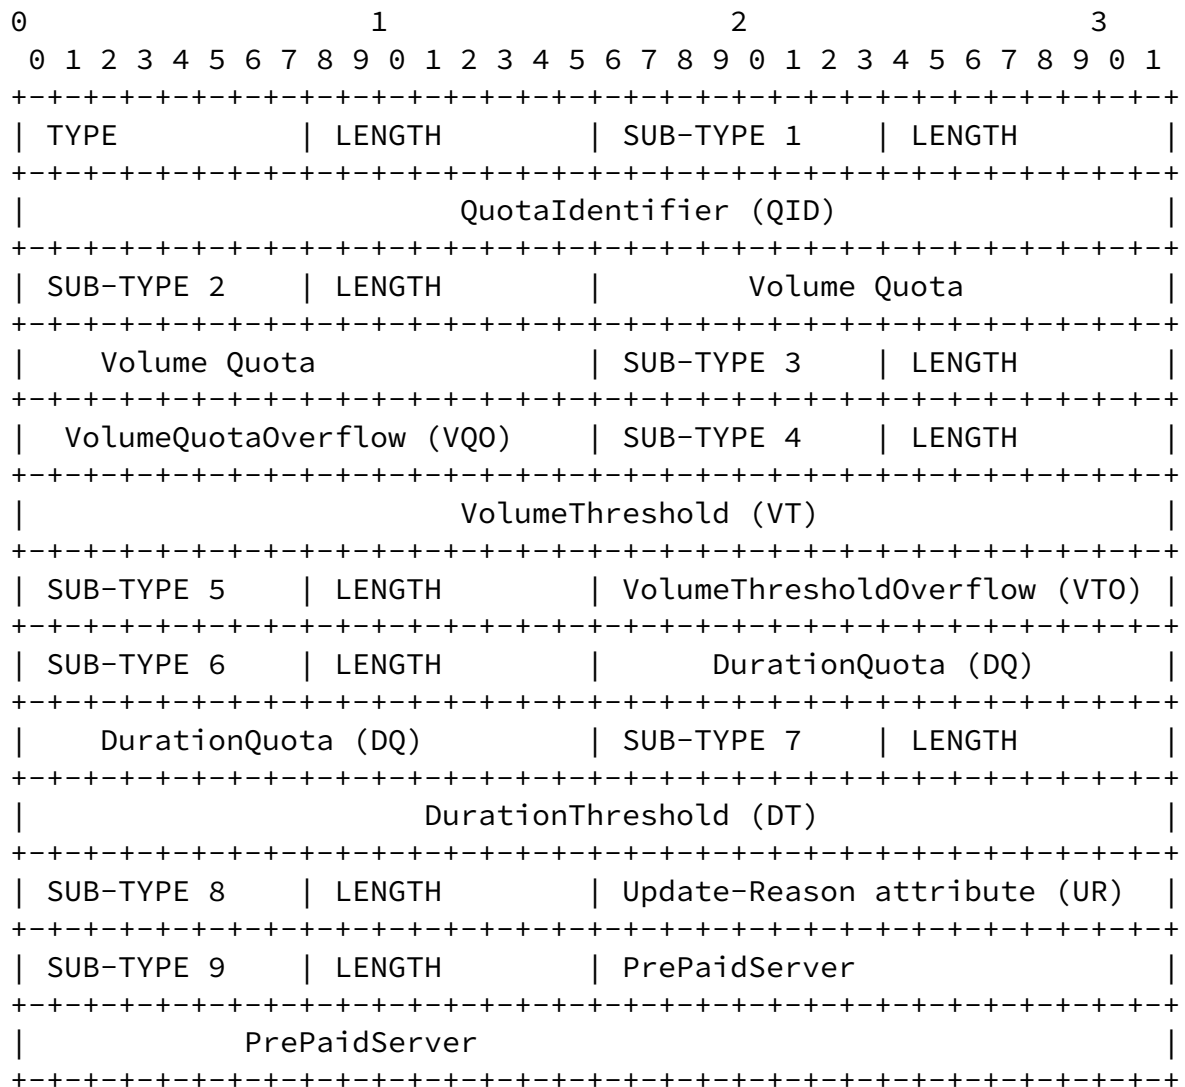 0                   1                   2                   3
 0 1 2 3 4 5 6 7 8 9 0 1 2 3 4 5 6 7 8 9 0 1 2 3 4 5 6 7 8 9 0 1
+-+-+-+-+-+-+-+-+-+-+-+-+-+-+-+-+-+-+-+-+-+-+-+-+-+-+-+-+-+-+-+-+
| TYPE          | LENGTH        | SUB-TYPE 1    | LENGTH        |
+-+-+-+-+-+-+-+-+-+-+-+-+-+-+-+-+-+-+-+-+-+-+-+-+-+-+-+-+-+-+-+-+
|                        QuotaIdentifier (QID)                  |
+-+-+-+-+-+-+-+-+-+-+-+-+-+-+-+-+-+-+-+-+-+-+-+-+-+-+-+-+-+-+-+-+
| SUB-TYPE 2    | LENGTH        |        Volume Quota           |
+-+-+-+-+-+-+-+-+-+-+-+-+-+-+-+-+-+-+-+-+-+-+-+-+-+-+-+-+-+-+-+-+
|    Volume Quota               | SUB-TYPE 3    | LENGTH        |
+-+-+-+-+-+-+-+-+-+-+-+-+-+-+-+-+-+-+-+-+-+-+-+-+-+-+-+-+-+-+-+-+
|  VolumeQuotaOverflow (VQO)    | SUB-TYPE 4    | LENGTH        |
+-+-+-+-+-+-+-+-+-+-+-+-+-+-+-+-+-+-+-+-+-+-+-+-+-+-+-+-+-+-+-+-+
|                        VolumeThreshold (VT)                   |
+-+-+-+-+-+-+-+-+-+-+-+-+-+-+-+-+-+-+-+-+-+-+-+-+-+-+-+-+-+-+-+-+
| SUB-TYPE 5    | LENGTH        | VolumeThresholdOverflow (VTO) |
+-+-+-+-+-+-+-+-+-+-+-+-+-+-+-+-+-+-+-+-+-+-+-+-+-+-+-+-+-+-+-+-+
| SUB-TYPE 6    | LENGTH        |      DurationQuota (DQ)       |
+-+-+-+-+-+-+-+-+-+-+-+-+-+-+-+-+-+-+-+-+-+-+-+-+-+-+-+-+-+-+-+-+
|    DurationQuota (DQ)         | SUB-TYPE 7    | LENGTH        |
+-+-+-+-+-+-+-+-+-+-+-+-+-+-+-+-+-+-+-+-+-+-+-+-+-+-+-+-+-+-+-+-+
|                      DurationThreshold (DT)                   |
+-+-+-+-+-+-+-+-+-+-+-+-+-+-+-+-+-+-+-+-+-+-+-+-+-+-+-+-+-+-+-+-+
| SUB-TYPE 8    | LENGTH        | Update-Reason attribute (UR)  |
+-+-+-+-+-+-+-+-+-+-+-+-+-+-+-+-+-+-+-+-+-+-+-+-+-+-+-+-+-+-+-+-+
| SUB-TYPE 9    | LENGTH        | PrePaidServer                 |
+-+-+-+-+-+-+-+-+-+-+-+-+-+-+-+-+-+-+-+-+-+-+-+-+-+-+-+-+-+-+-+-+
|            PrePaidServer                                      |
+-+-+-+-+-+-+-+-+-+-+-+-+-+-+-+-+-+-+-+-+-+-+-+-+-+-+-+-+-+-+-+-+